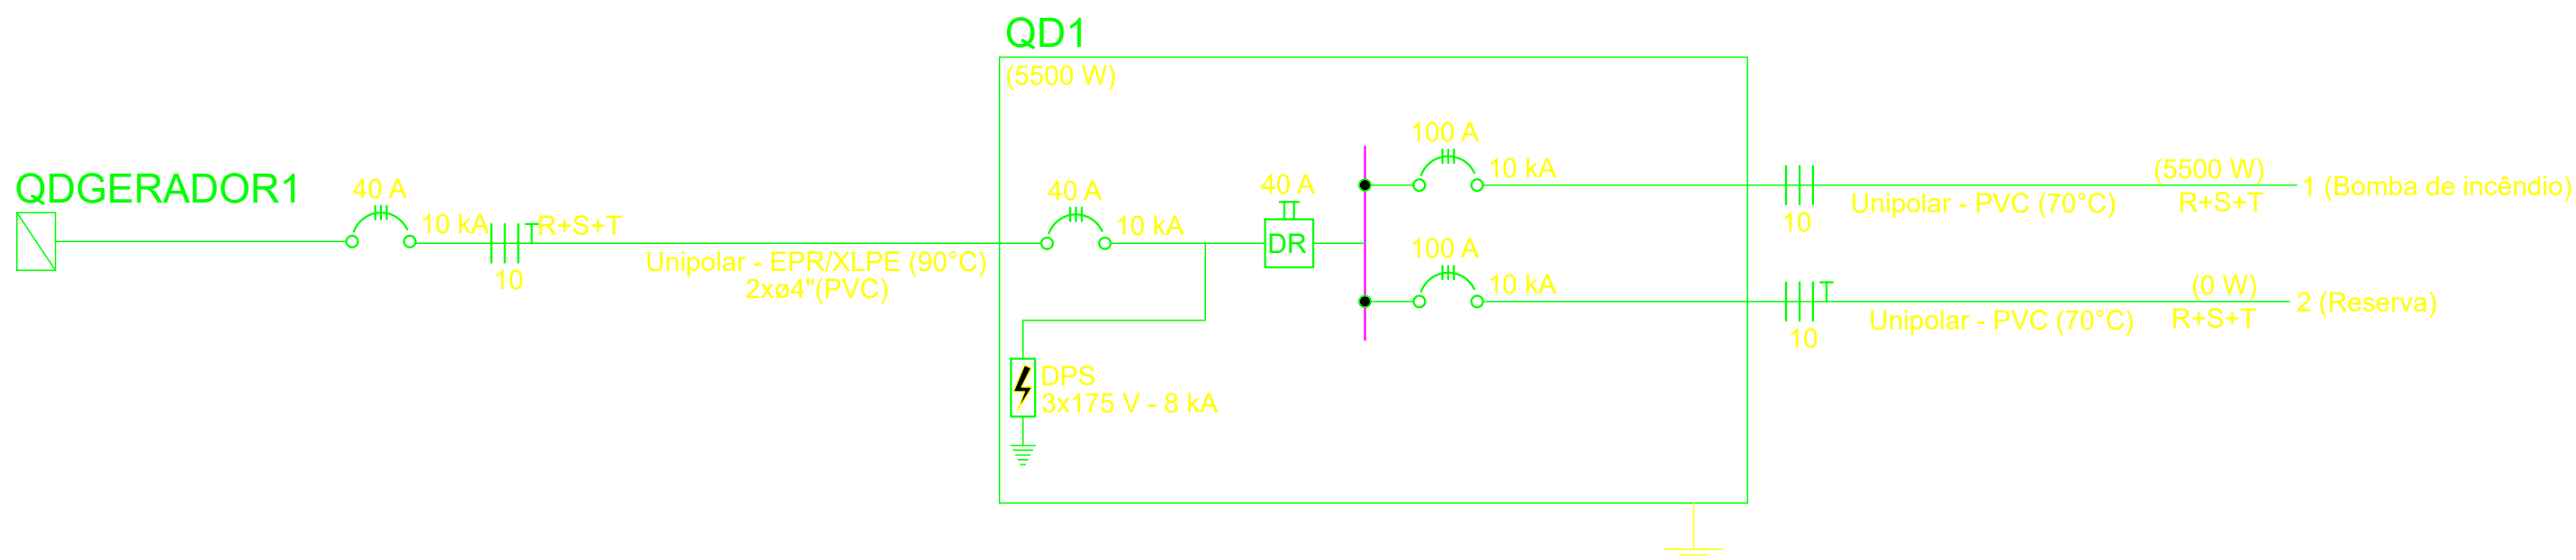 QD1
(5500 W)
QDGERADOR1
40 A
10 kA
R+S+T
10
Unipolar - EPR/XLPE (90°C)
2xø4"(PVC)
40 A
10 kA
40 A
DR
100 A
10 kA
10
Unipolar - PVC (70°C)
(5500 W)
R+S+T
1 (Bomba de incêndio)
100 A
10 kA
10
Unipolar - PVC (70°C)
(0 W)
R+S+T
2 (Reserva)
DPS
3x175 V - 8 kA